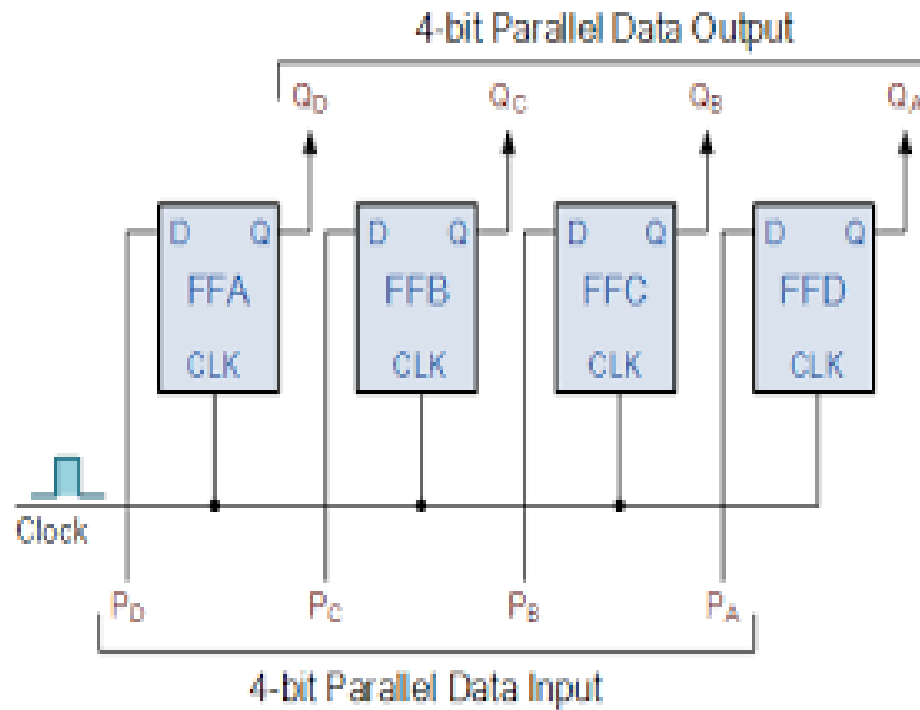 4-bit Parallel Data Output
QD QC QB QA
D Q D Q D Q D Q
FFA FFB FFC FFD
CLK CLK CLK CLK
Clock
PD PC PB PA
4-bit Parallel Data Input